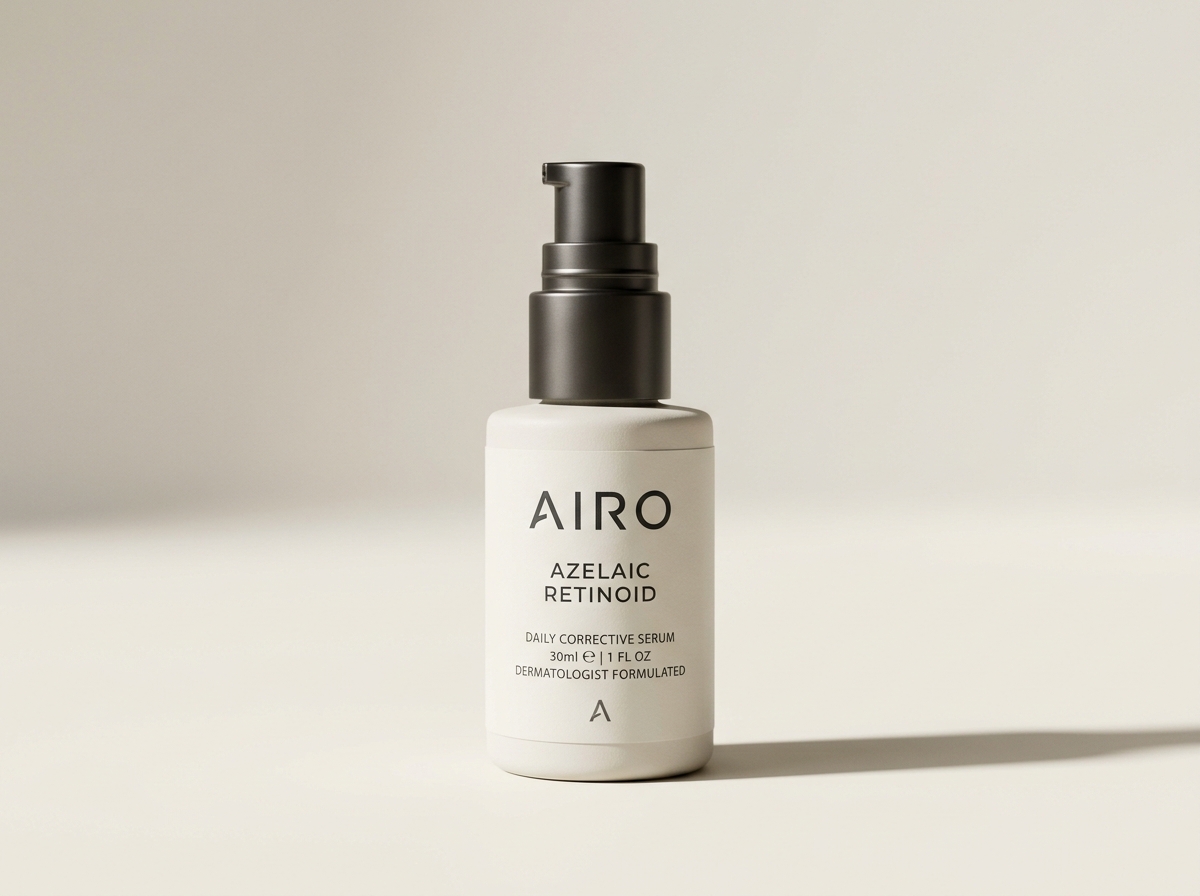 AIRO
AZELAIC
RETINOID
DAILY CORRECTIVE SERUM
30ml ℮ | 1 FL OZ
DERMATOLOGIST FORMULATED
A